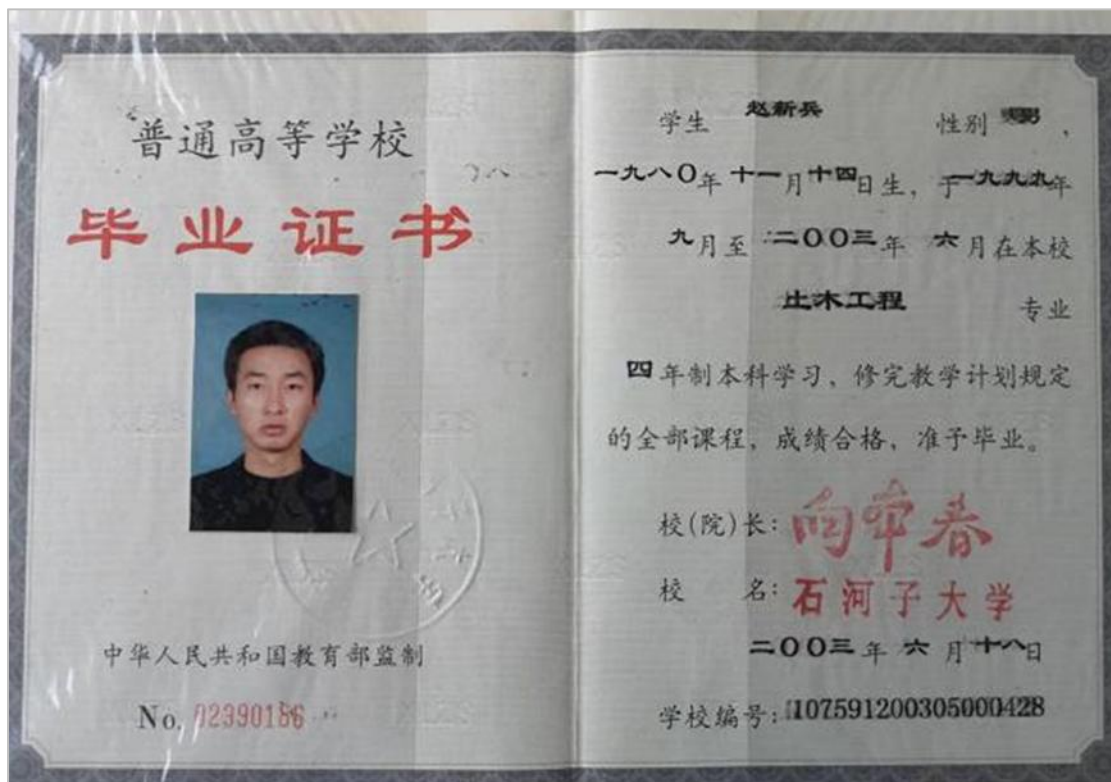 普通高等学校
毕业证书
中华人民共和国教育部监制
No. 02390186
学生 赵新兵 性别 男，
一九八〇年十一月十四日生，于一九九九年
九月至二〇〇三年 六月在本校
土木工程 专业
四年制本科学习，修完教学计划规定
的全部课程，成绩合格，准予毕业。
校(院)长：向本春
校 名：石河子大学
二〇〇三年 六月十八日
学校编号：107591200305000428